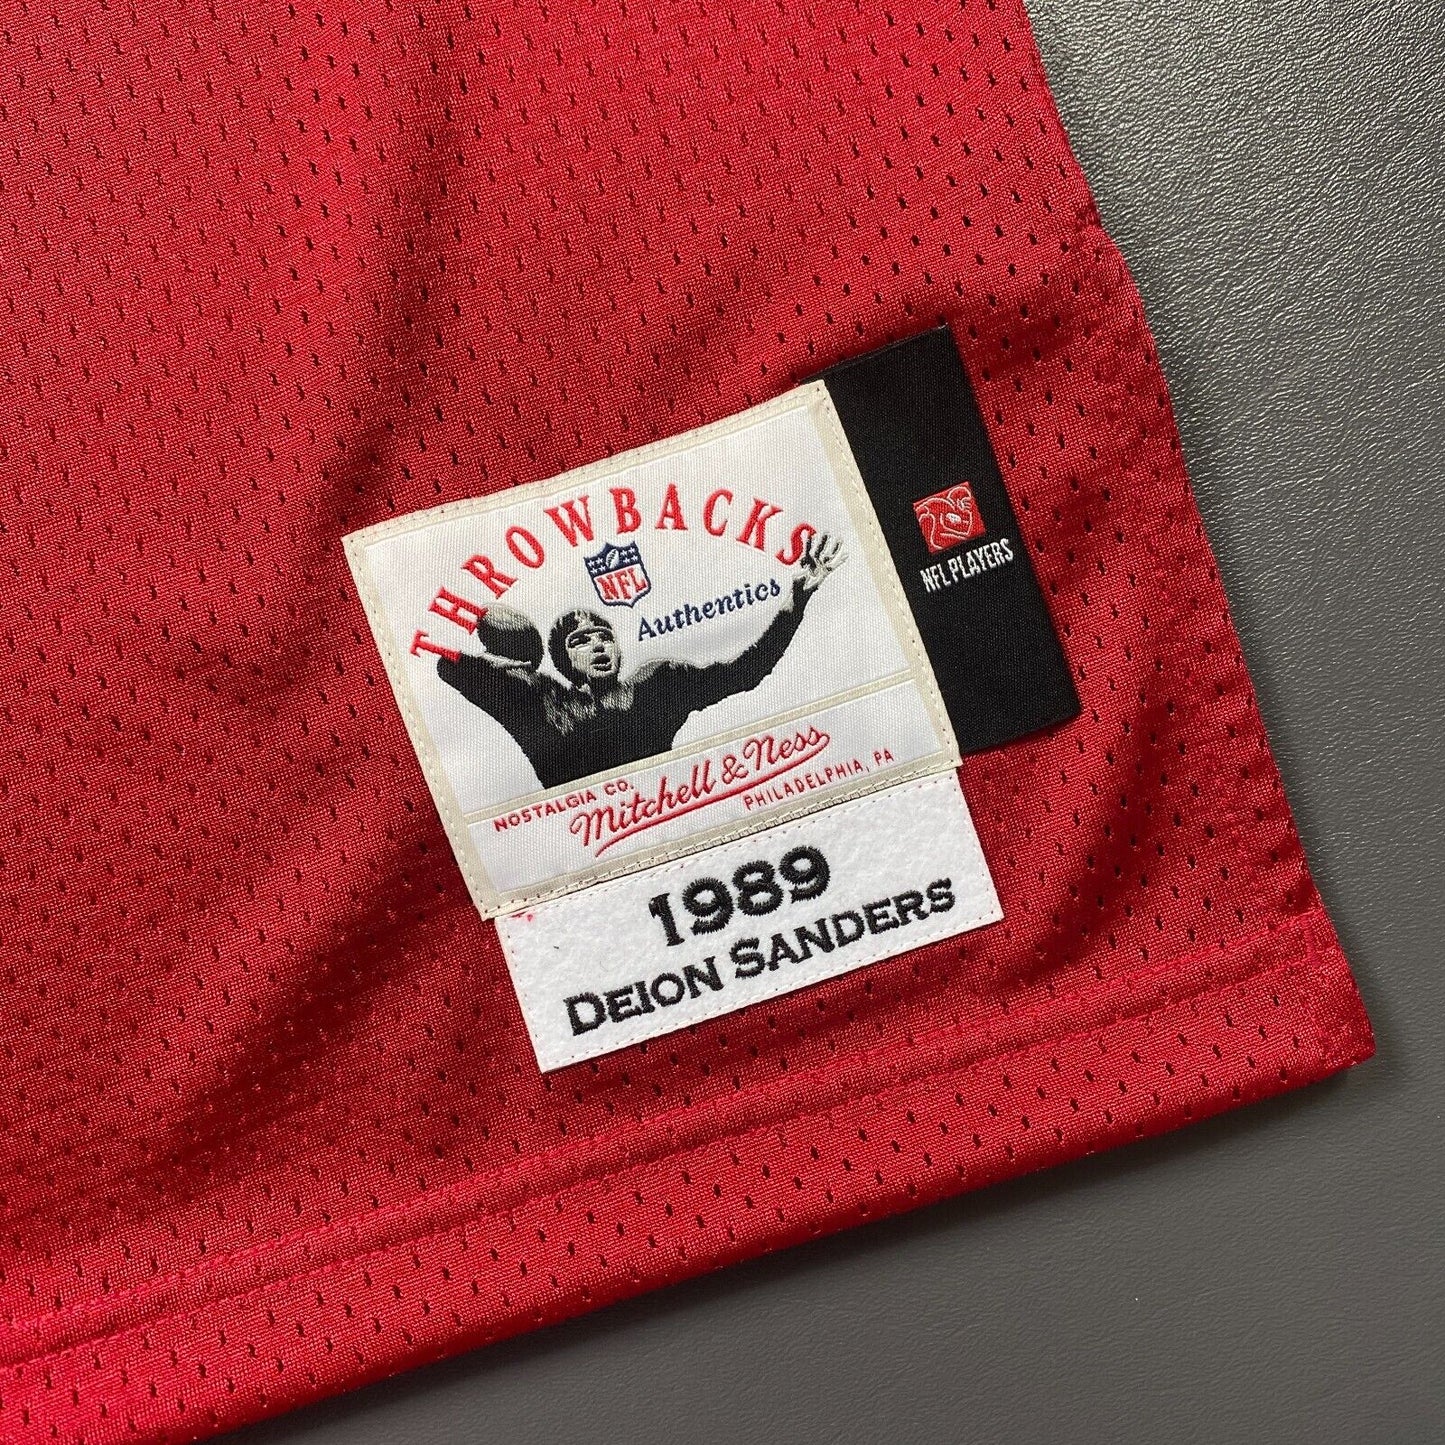 THROWBACKS
NFL
Authentics
NOSTALGIA CO.
Mitchell & Ness
PHILADELPHIA, PA
NFL PLAYERS
1989
DEION SANDERS